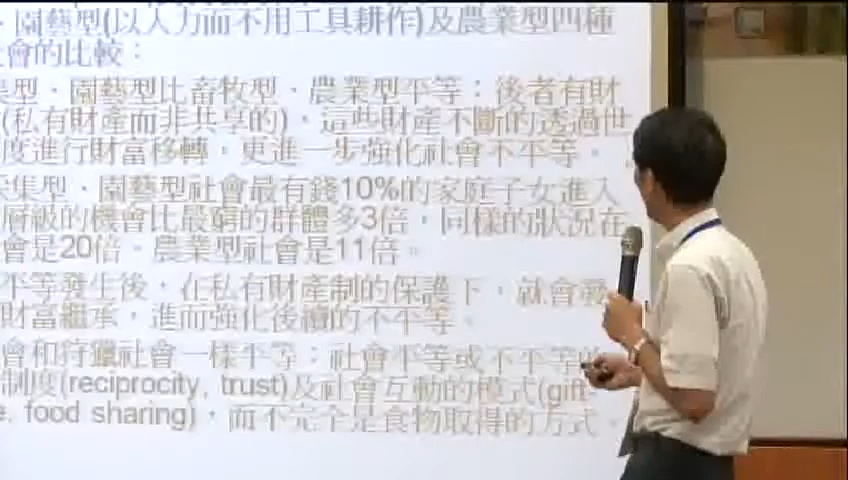 、園藝型(以人力而不用工具耕作)及農業型四種
會的比較：
集型、園藝型比畜牧型、農業型平等；後者有財
(私有財產而非共享的)，這些財產不斷的透過世
度進行財富移轉，更進一步強化社會不平等。
采集型、園藝型社會最有錢10%的家庭子女進入
層級的機會比最窮的群體多3倍，同樣的狀況在
會是20倍，農業型社會是11倍。
平等發生後，在私有財產制的保護下，就會發
財富繼承，進而強化後續的不平等。
會和狩獵社會一樣平等；社會平等或不平等的
制度(reciprocity, trust)及社會互動的模式(gift
e, food sharing)，而不完全是食物取得的方式。